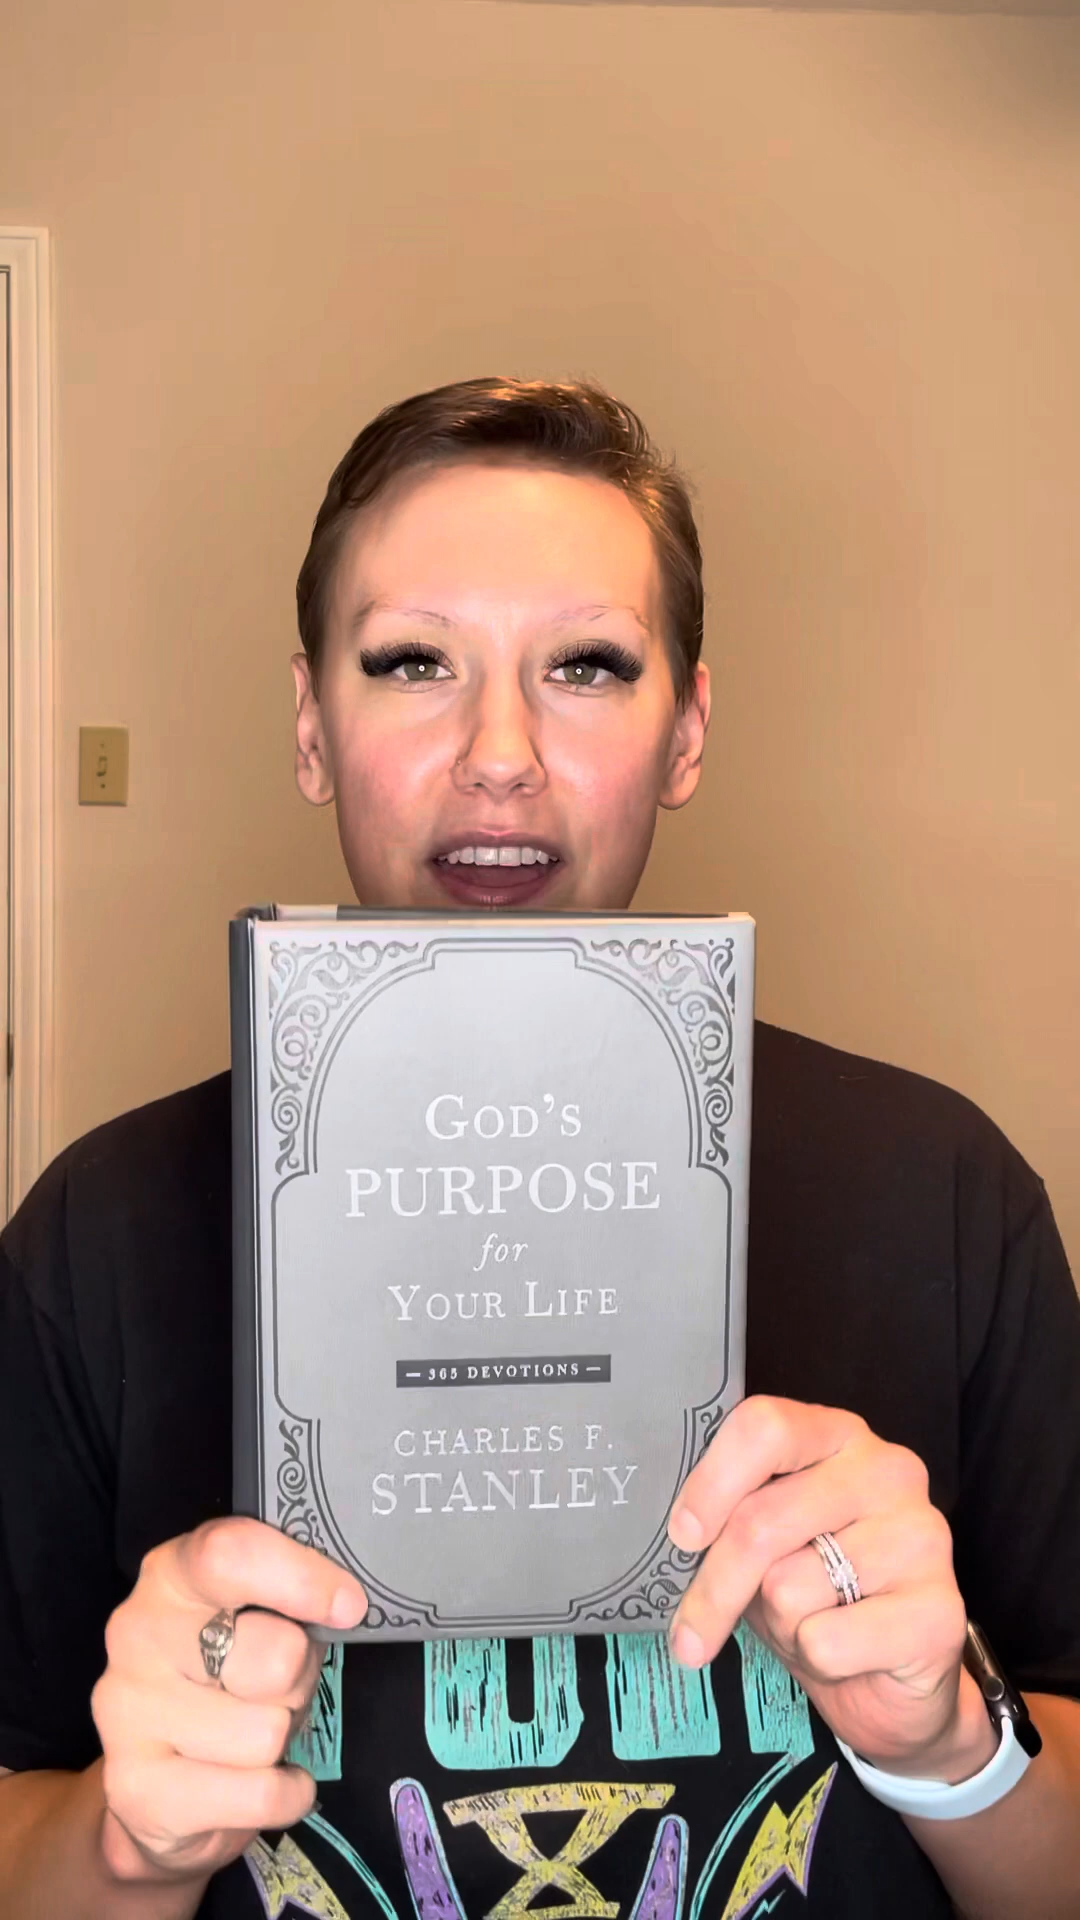 GOD'S
PURPOSE
for
YOUR LIFE
— 365 DEVOTIONS —
CHARLES F.
STANLEY